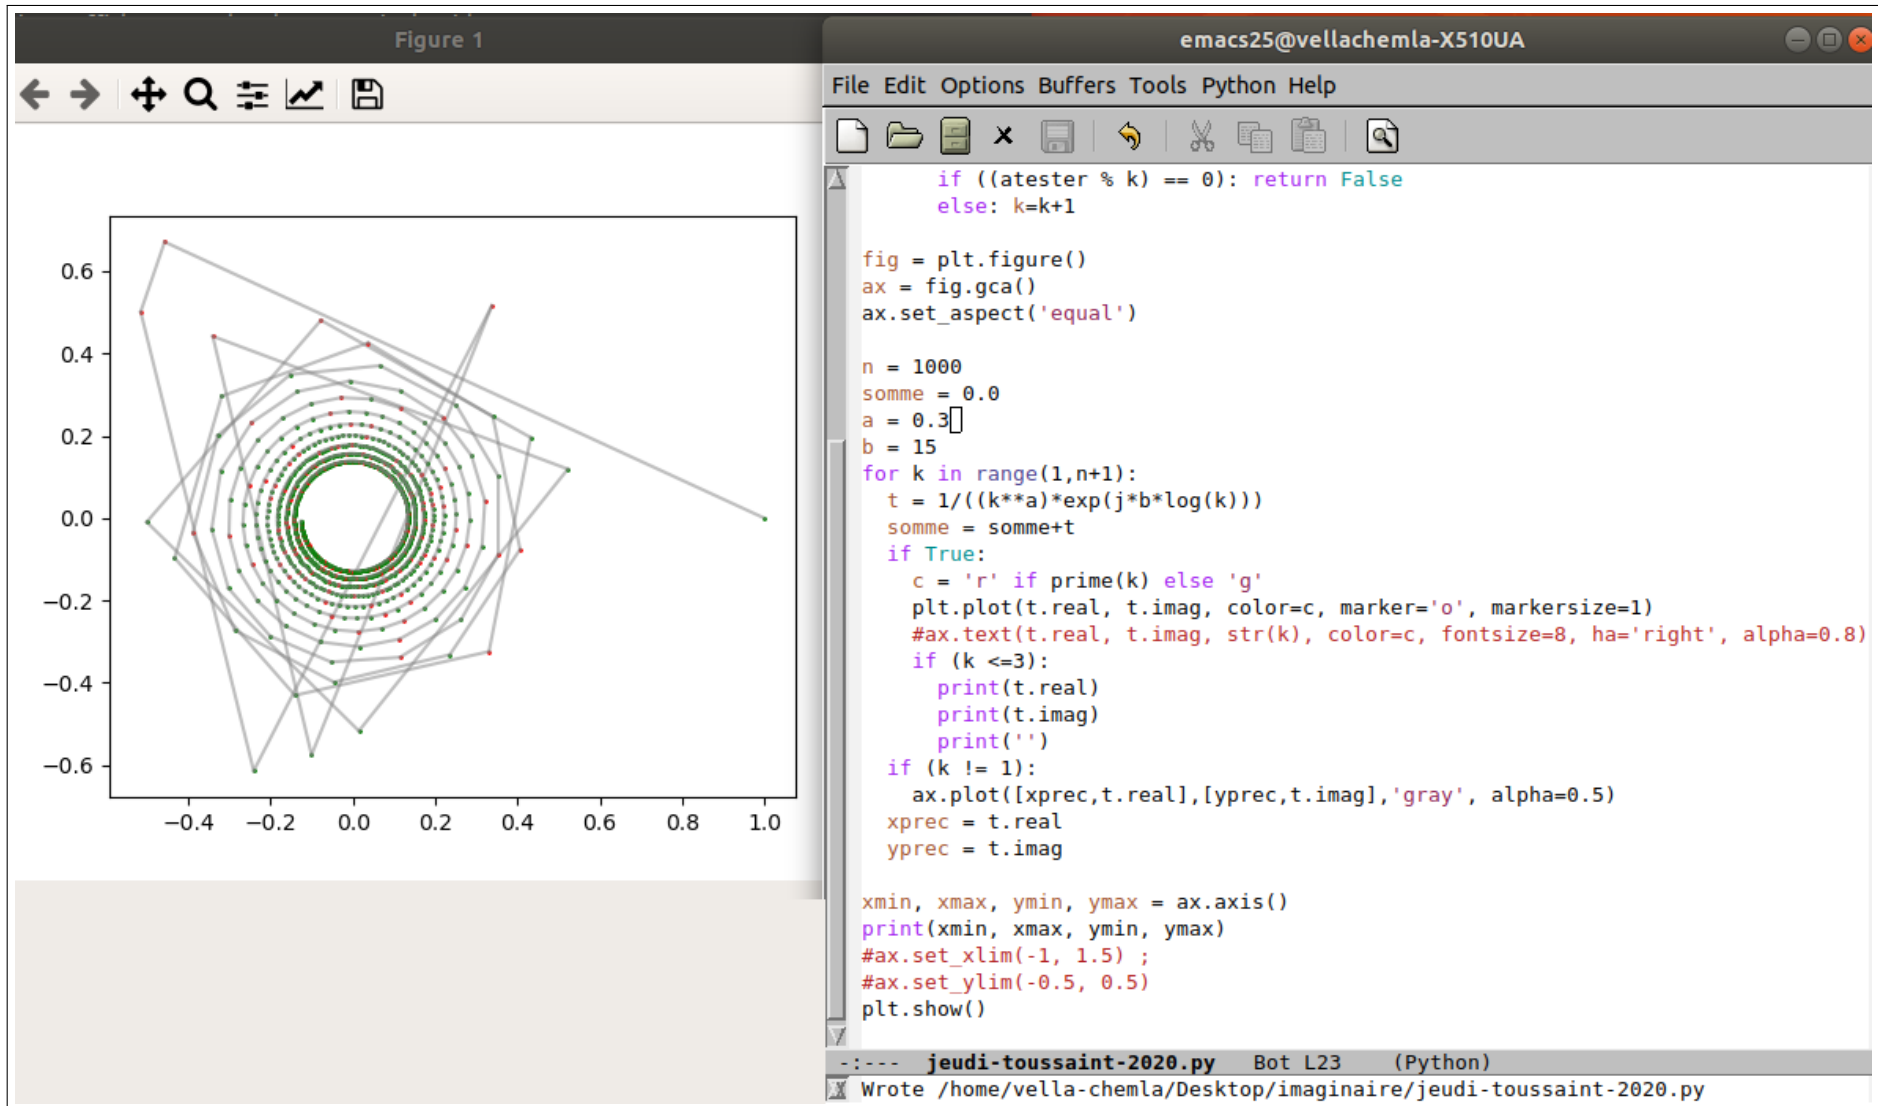 Figure 1
0.6
0.4
0.2
0.0
−0.2
−0.4
−0.6
−0.4 −0.2 0.0 0.2 0.4 0.6 0.8 1.0
emacs25@vellachemla-X510UA
File Edit Options Buffers Tools Python Help
if ((atester % k) == 0): return False
else: k=k+1
fig = plt.figure()
ax = fig.gca()
ax.set_aspect('equal')
n = 1000
somme = 0.0
a = 0.3
b = 15
for k in range(1,n+1):
t = 1/((k**a)*exp(j*b*log(k)))
somme = somme+t
if True:
c = 'r' if prime(k) else 'g'
plt.plot(t.real, t.imag, color=c, marker='o', markersize=1)
#ax.text(t.real, t.imag, str(k), color=c, fontsize=8, ha='right', alpha=0.8)
if (k <=3):
print(t.real)
print(t.imag)
print('')
if (k != 1):
ax.plot([xprec,t.real],[yprec,t.imag],'gray', alpha=0.5)
xprec = t.real
yprec = t.imag
xmin, xmax, ymin, ymax = ax.axis()
print(xmin, xmax, ymin, ymax)
#ax.set_xlim(-1, 1.5) ;
#ax.set_ylim(-0.5, 0.5)
plt.show()
-:--- jeudi-toussaint-2020.py Bot L23 (Python)
Wrote /home/vella-chemla/Desktop/imaginaire/jeudi-toussaint-2020.py